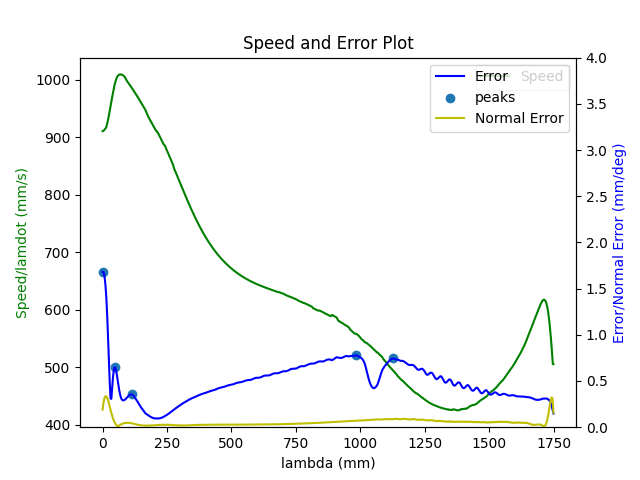 Speed and Error Plot
Speed
Error
peaks
Normal Error
1000
900
800
700
600
500
400
Speed/lamdot (mm/s)
4.0
3.5
3.0
2.5
2.0
1.5
1.0
0.5
0.0
Error/Normal Error (mm/deg)
0 250 500 750 1000 1250 1500 1750
lambda (mm)